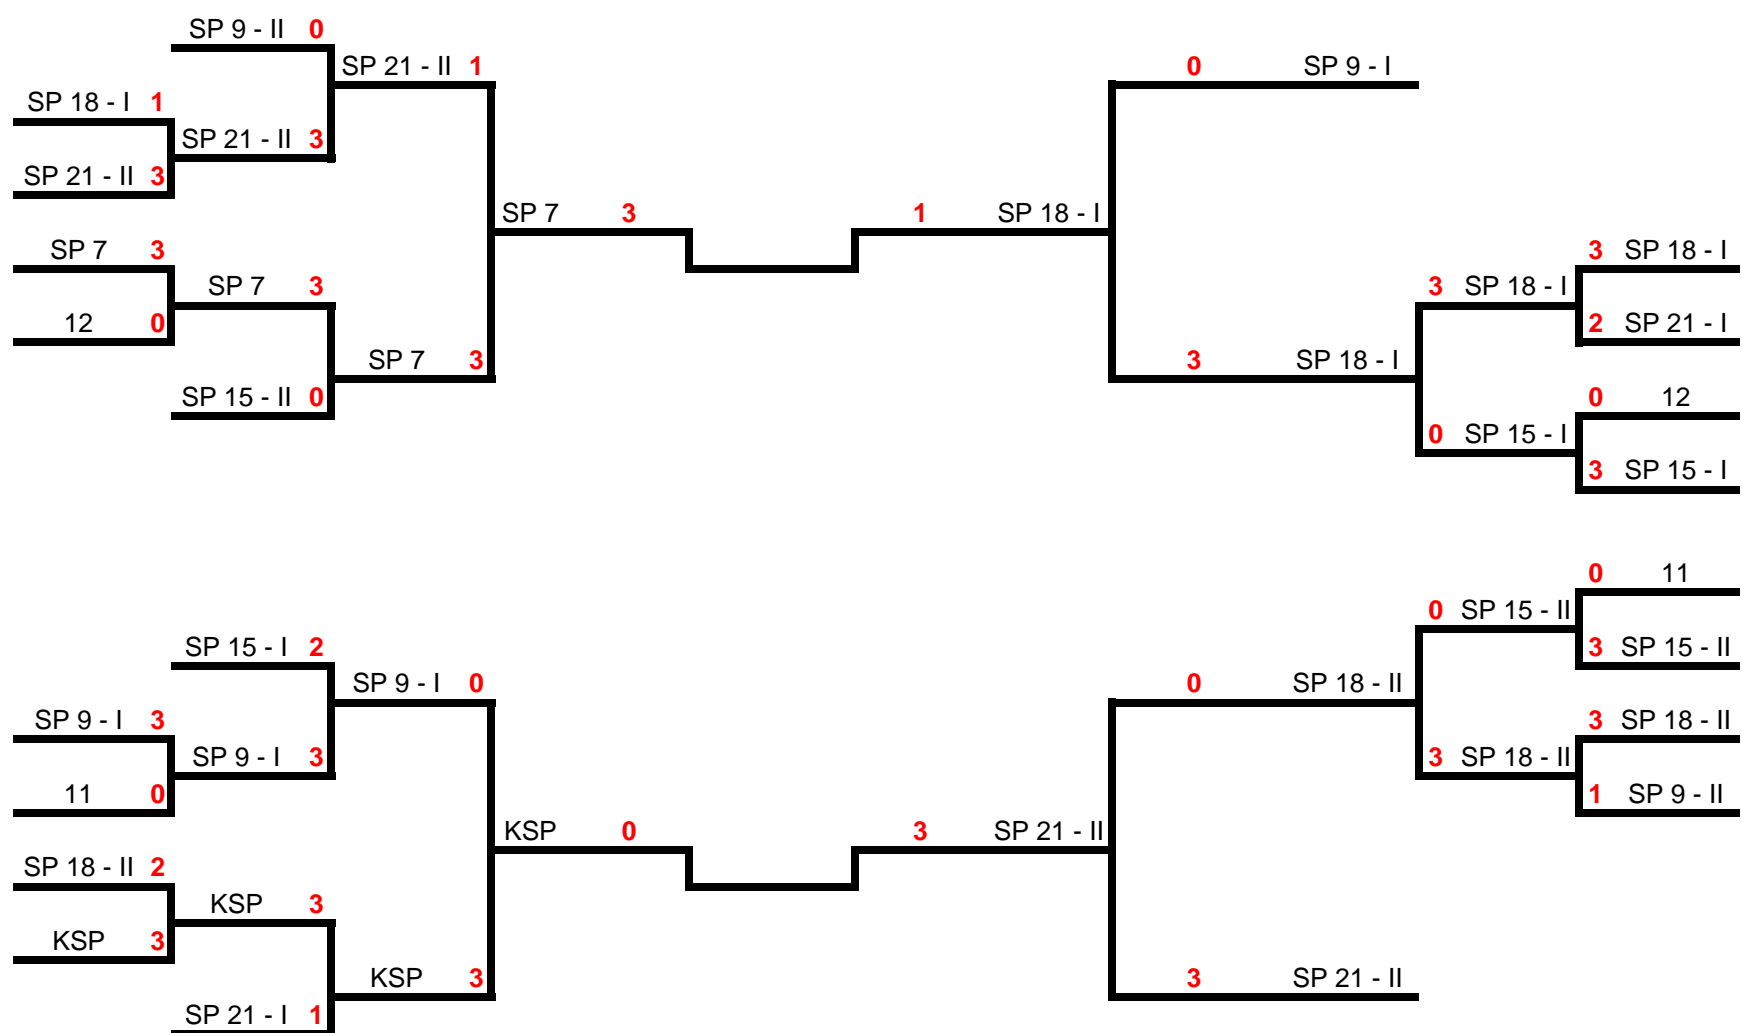 SP 9 - II 0
SP 21 - II 1 0 SP 9 - I
SP 18 - I 1
SP 21 - II 3
SP 21 - II 3
SP 7 3 1 SP 18 - I
SP 7 3 3 SP 18 - I
SP 7 3 3 SP 18 - I
12 0 2 SP 21 - I
SP 7 3 3 SP 18 - I
SP 15 - II 0 0 12
0 SP 15 - I
3 SP 15 - I
0 11
0 SP 15 - II
SP 15 - I 2 3 SP 15 - II
SP 9 - I 0 0 SP 18 - II
SP 9 - I 3 3 SP 18 - II
SP 9 - I 3 3 SP 18 - II
11 0 1 SP 9 - II
KSP 0 3 SP 21 - II
SP 18 - II 2
KSP 3
KSP 3
KSP 3 3 SP 21 - II
SP 21 - I 1